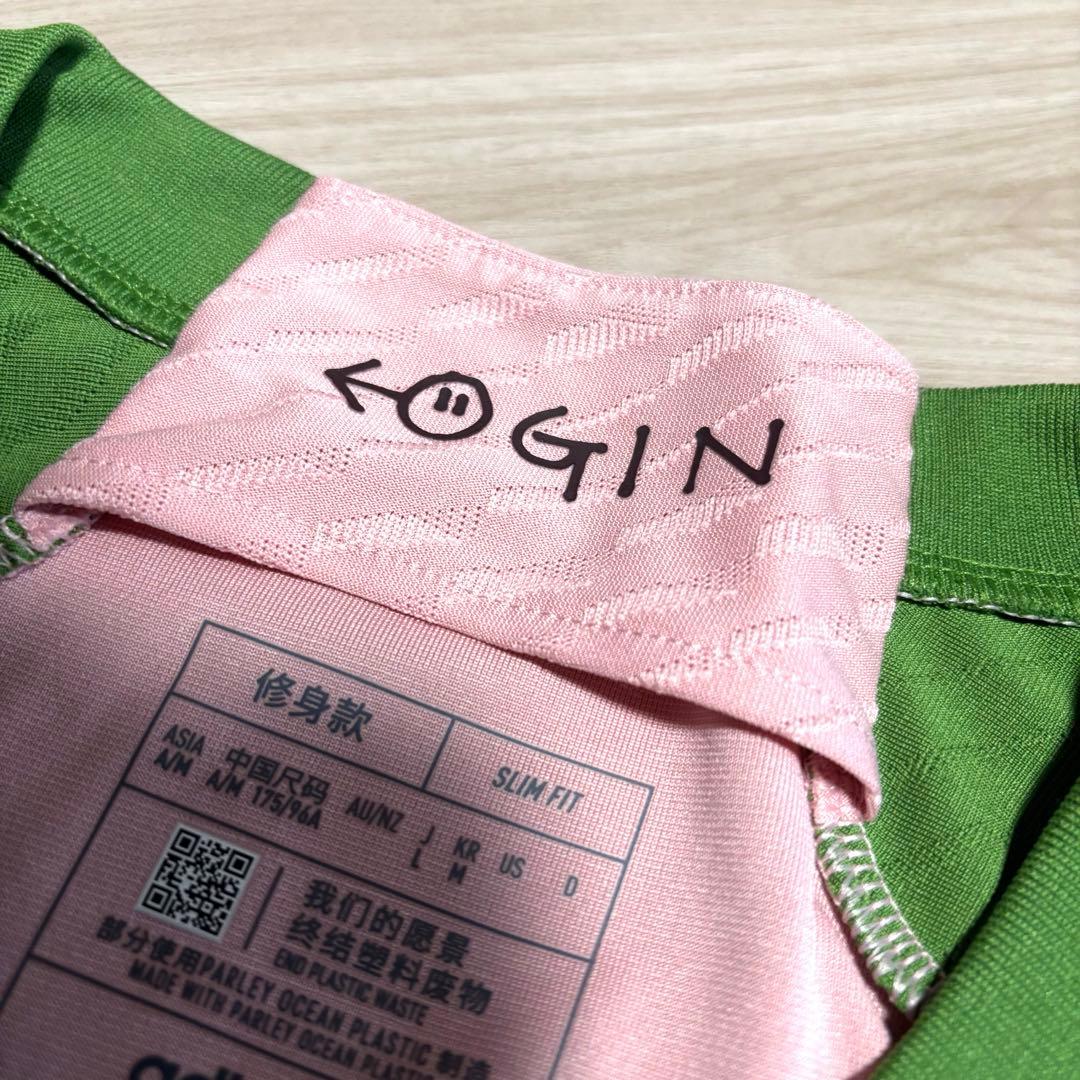 ←OGIN
修身款
SLIM FIT
ASIA 中国尺码 AU/NZ J KR US D
A/M A/M 175/96A L M
我们的愿景
终结塑料废物
END PLASTIC WASTE
部分使用PARLEY OCEAN PLASTIC 制造
MADE WITH PARLEY OCEAN PLASTIC